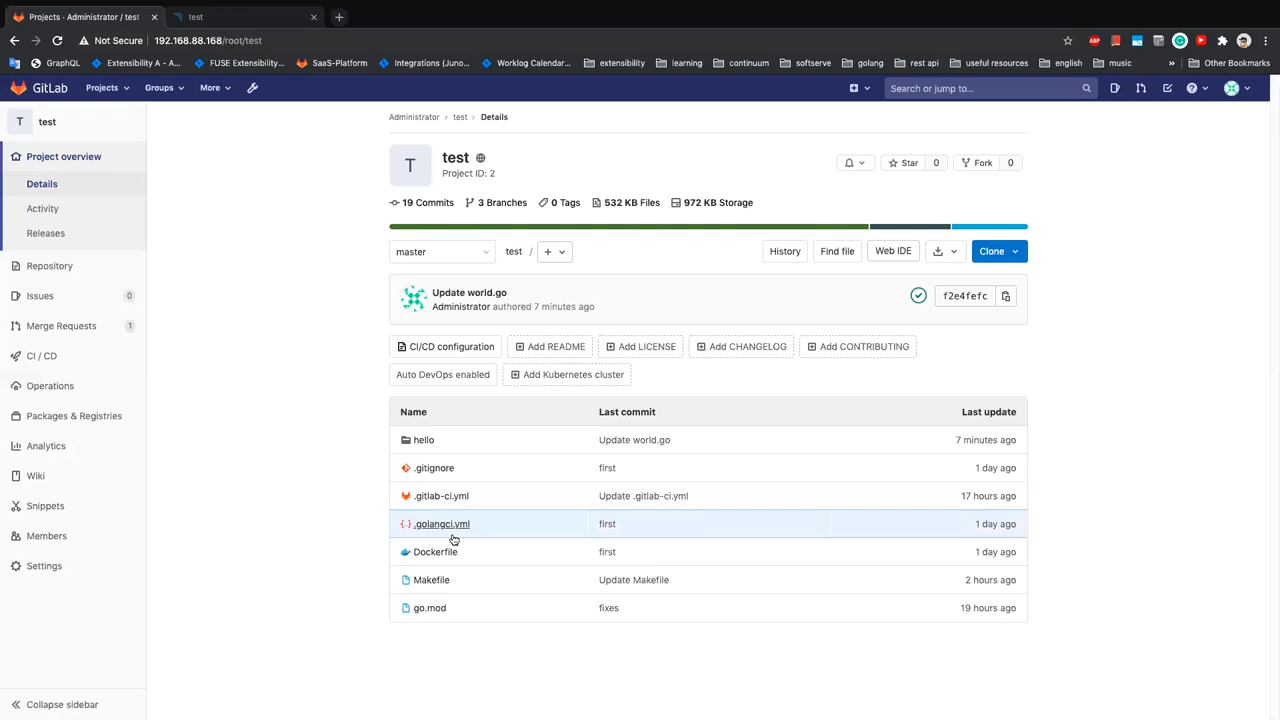 Projects · Administrator / test
test
Not Secure 192.168.88.168/root/test
GraphQL Extensibility A - A... FUSE Extensibility... SaaS-Platform Integrations (Juno... Worklog Calendar... extensibility learning continuum softserve golang rest api useful resources english music » Other Bookmarks
GitLab Projects Groups More Search or jump to...
T test
Project overview
Details
Activity
Releases
Repository
Issues 0
Merge Requests 1
CI / CD
Operations
Packages & Registries
Analytics
Wiki
Snippets
Members
Settings
Collapse sidebar
Administrator › test › Details
T
test
Project ID: 2
Star 0 Fork 0
19 Commits 3 Branches 0 Tags 532 KB Files 972 KB Storage
master test / + History Find file Web IDE Clone
Update world.go
Administrator authored 7 minutes ago
f2e4fefc
CI/CD configuration Add README Add LICENSE Add CHANGELOG Add CONTRIBUTING
Auto DevOps enabled Add Kubernetes cluster
Name Last commit Last update
hello Update world.go 7 minutes ago
.gitignore first 1 day ago
.gitlab-ci.yml Update .gitlab-ci.yml 17 hours ago
.golangci.yml first 1 day ago
Dockerfile first 1 day ago
Makefile Update Makefile 2 hours ago
go.mod fixes 19 hours ago